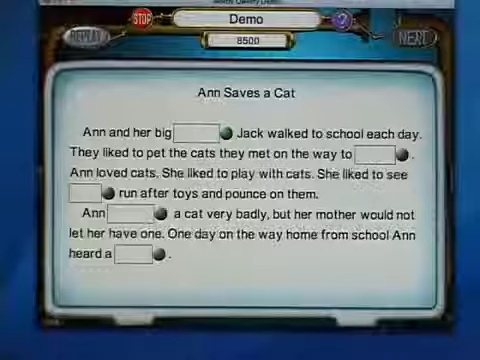 STOP
Demo
?
REPLAY
8500
NEXT
Ann Saves a Cat
Ann and her big Jack walked to school each day.
They liked to pet the cats they met on the way to .
Ann loved cats. She liked to play with cats. She liked to see
run after toys and pounce on them.
Ann a cat very badly, but her mother would not
let her have one. One day on the way home from school Ann
heard a .